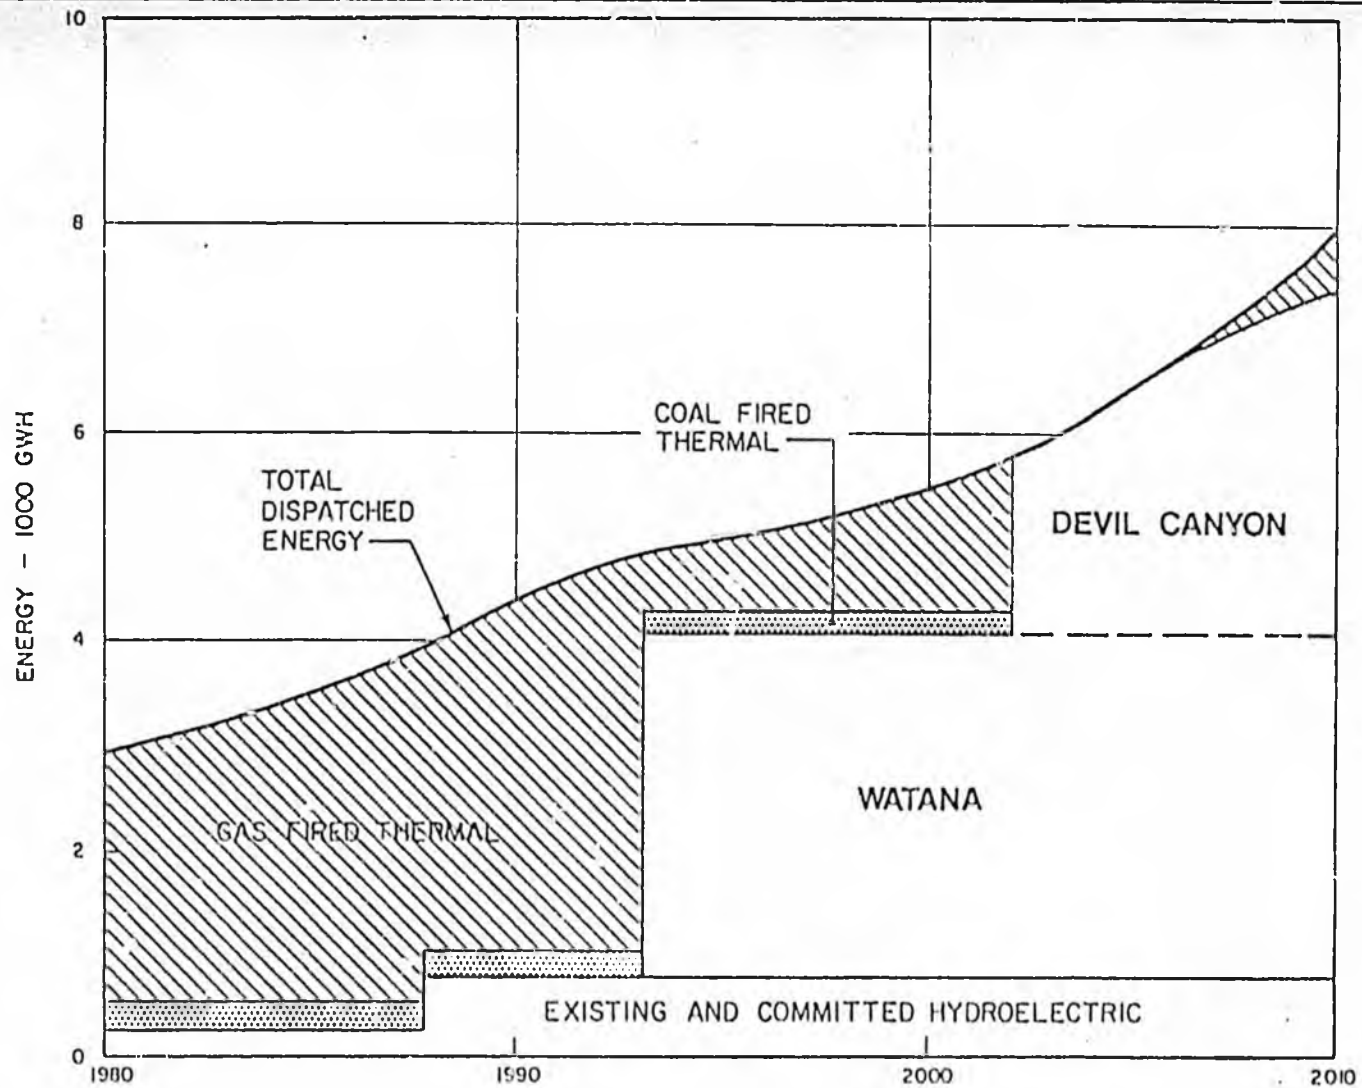 10
8
6
4
2
0
ENERGY – 1000 GWH
COAL FIRED
THERMAL
TOTAL
DISPATCHED
ENERGY
DEVIL CANYON
WATANA
GAS FIRED THERMAL
EXISTING AND COMMITTED HYDROELECTRIC
1980
1990
2000
2010